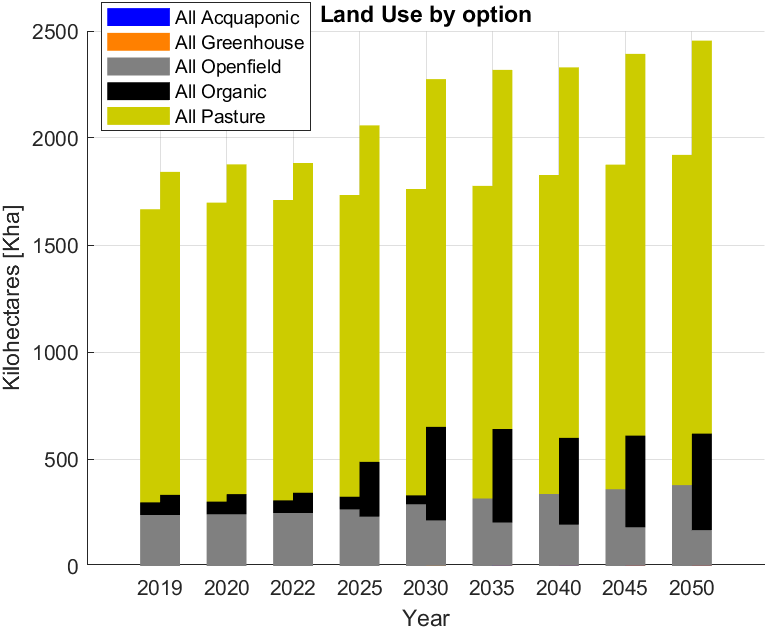 Land Use by option
All Acquaponic
All Greenhouse
All Openfield
All Organic
All Pasture
Kilohectares [Kha]
2500
2000
1500
1000
500
0
2019 2020 2022 2025 2030 2035 2040 2045 2050
Year